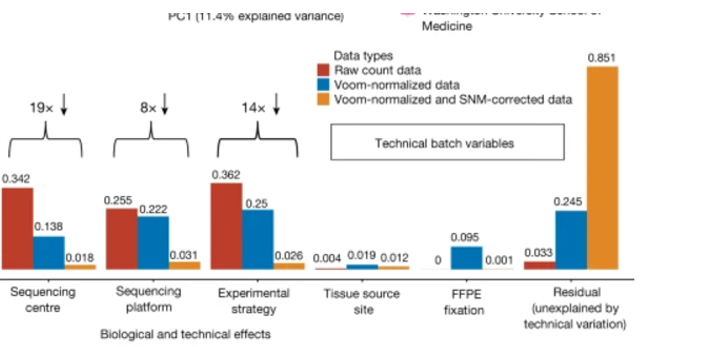 PC1 (11.4% explained variance)
Medicine
Data types
Raw count data
Voom-normalized data
Voom-normalized and SNM-corrected data
0.851
19× ↓
8× ↓
14× ↓
Technical batch variables
0.342
0.138
0.018
0.255
0.222
0.031
0.362
0.25
0.026
0.004
0.019
0.012
0
0.095
0.001
0.033
0.245
Sequencing
centre
Sequencing
platform
Experimental
strategy
Tissue source
site
FFPE
fixation
Residual
(unexplained by
technical variation)
Biological and technical effects